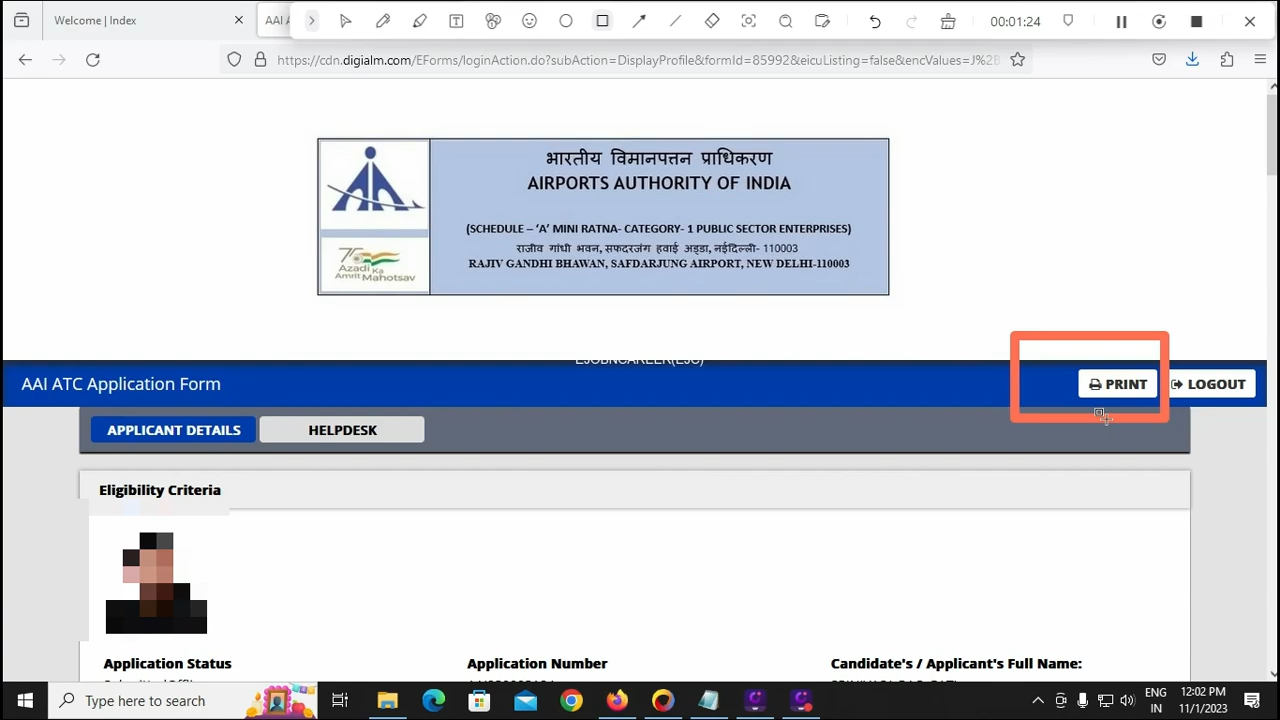 Welcome | Index
AAI A
00:01:24
https://cdn.digialm.com/EForms/loginAction.do?subAction=DisplayProfile&formId=85992&eicuListing=false&encValues=J%2
भारतीय विमानपत्तन प्राधिकरण
AIRPORTS AUTHORITY OF INDIA
(SCHEDULE – ‘A’ MINI RATNA- CATEGORY- 1 PUBLIC SECTOR ENTERPRISES)
राजीव गांधी भवन, सफदरजंग हवाई अड्डा, नईदिल्ली- 110003
RAJIV GANDHI BHAWAN, SAFDARJUNG AIRPORT, NEW DELHI-110003
Azadi Ka
Amrit Mahotsav
EJOBNCAREER(EJC)
AAI ATC Application Form
PRINT
LOGOUT
APPLICANT DETAILS
HELPDESK
Eligibility Criteria
Application Status
Application Number
Candidate's / Applicant's Full Name:
Type here to search
ENG
IN
12:02 PM
11/1/2023